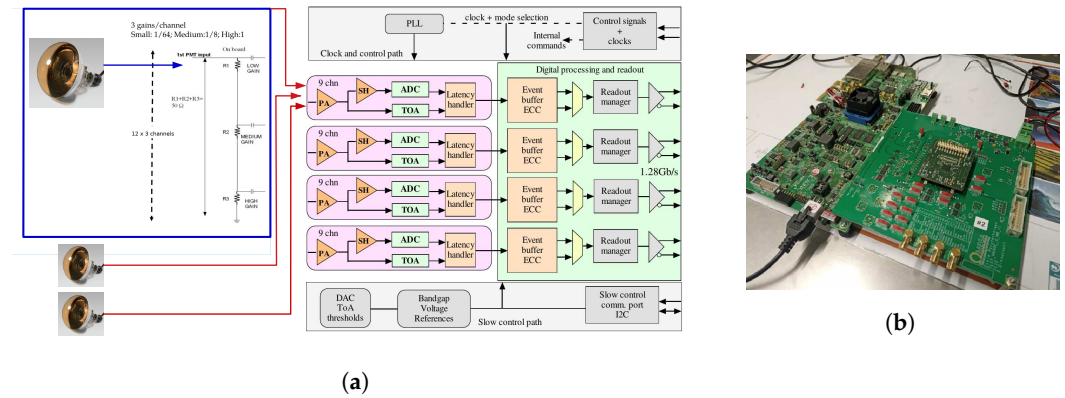 3 gains/channel
Small: 1/64; Medium:1/8; High:1
1st PMT input
On board
R1
LOW
GAIN
R1+R2+R3=
50 Ω
12 x 3 channels
R2
MEDIUM
GAIN
R3
HIGH
GAIN
PLL
clock + mode selection
Control signals
+
clocks
Internal
commands
Clock and control path
Digital processing and readout
9 chn
PA
SH
ADC
TOA
Latency
handler
Event
buffer
ECC
Readout
manager
9 chn
PA
SH
ADC
TOA
Latency
handler
Event
buffer
ECC
Readout
manager
1.28Gb/s
9 chn
PA
SH
ADC
TOA
Latency
handler
Event
buffer
ECC
Readout
manager
9 chn
PA
SH
ADC
TOA
Latency
handler
Event
buffer
ECC
Readout
manager
DAC
ToA
thresholds
Bandgap
Voltage
References
Slow control path
Slow control
comm. port
I2C
#2
(a)
(b)